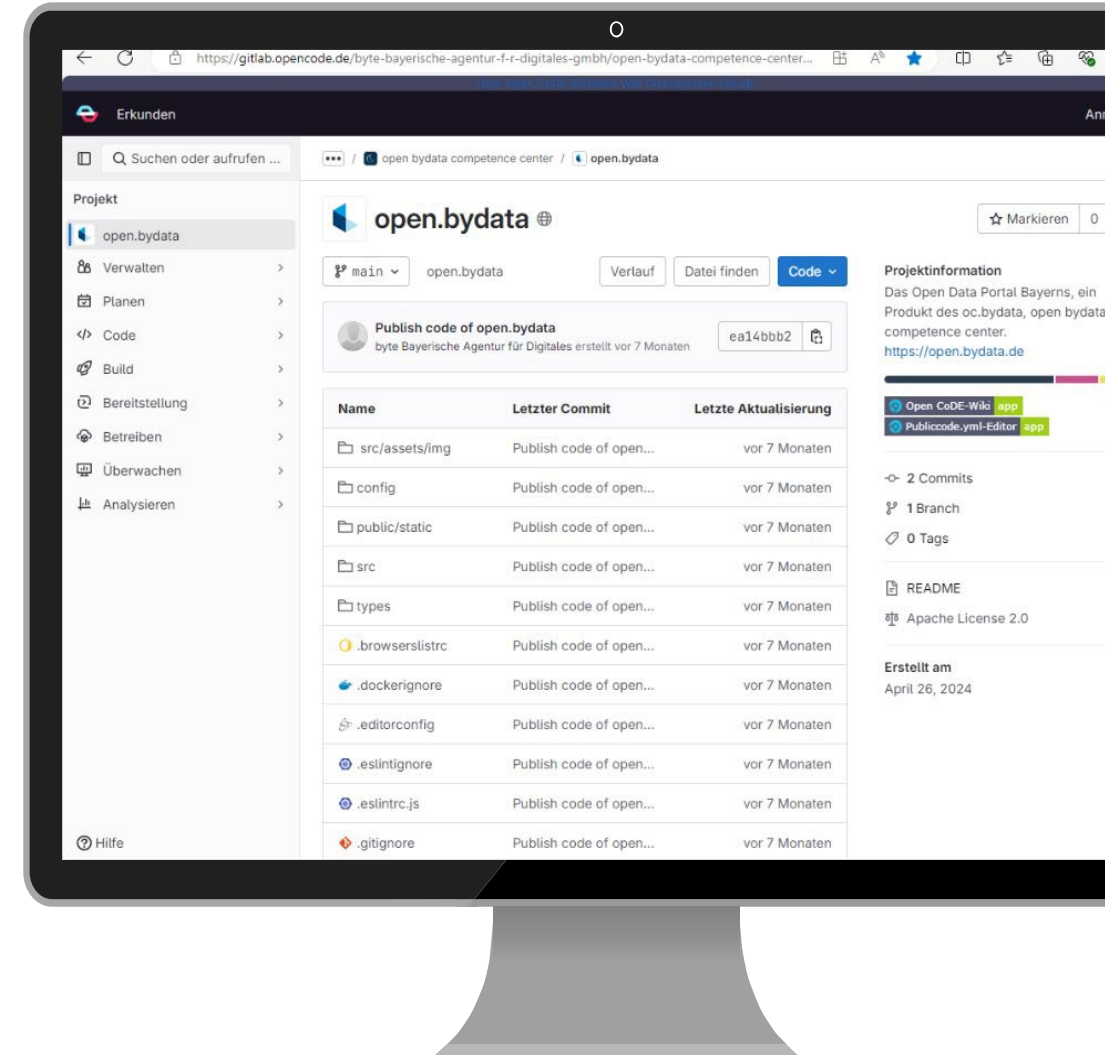 https://gitlab.opencode.de/byte-bayerische-agentur-f-r-digitales-gmbh/open-bydata-competence-center...
Erkunden
Suchen oder aufrufen ...
Projekt
open.bydata
Verwalten
Planen
Code
Build
Bereitstellung
Betreiben
Überwachen
Analysieren
Hilfe
... / open bydata competence center / open.bydata
open.bydata
Markieren 0
main open.bydata Verlauf Datei finden Code
Publish code of open.bydata
byte Bayerische Agentur für Digitales erstellt vor 7 Monaten
ea14bbb2
Name Letzter Commit Letzte Aktualisierung
src/assets/img Publish code of open... vor 7 Monaten
config Publish code of open... vor 7 Monaten
public/static Publish code of open... vor 7 Monaten
src Publish code of open... vor 7 Monaten
types Publish code of open... vor 7 Monaten
.browserslistrc Publish code of open... vor 7 Monaten
.dockerignore Publish code of open... vor 7 Monaten
.editorconfig Publish code of open... vor 7 Monaten
.eslintignore Publish code of open... vor 7 Monaten
.eslintrc.js Publish code of open... vor 7 Monaten
.gitignore Publish code of open... vor 7 Monaten
Projektinformation
Das Open Data Portal Bayerns, ein
Produkt des oc.bydata, open bydata
competence center.
https://open.bydata.de
Open CoDE-Wiki app
Publiccode.yml-Editor app
2 Commits
1 Branch
0 Tags
README
Apache License 2.0
Erstellt am
April 26, 2024